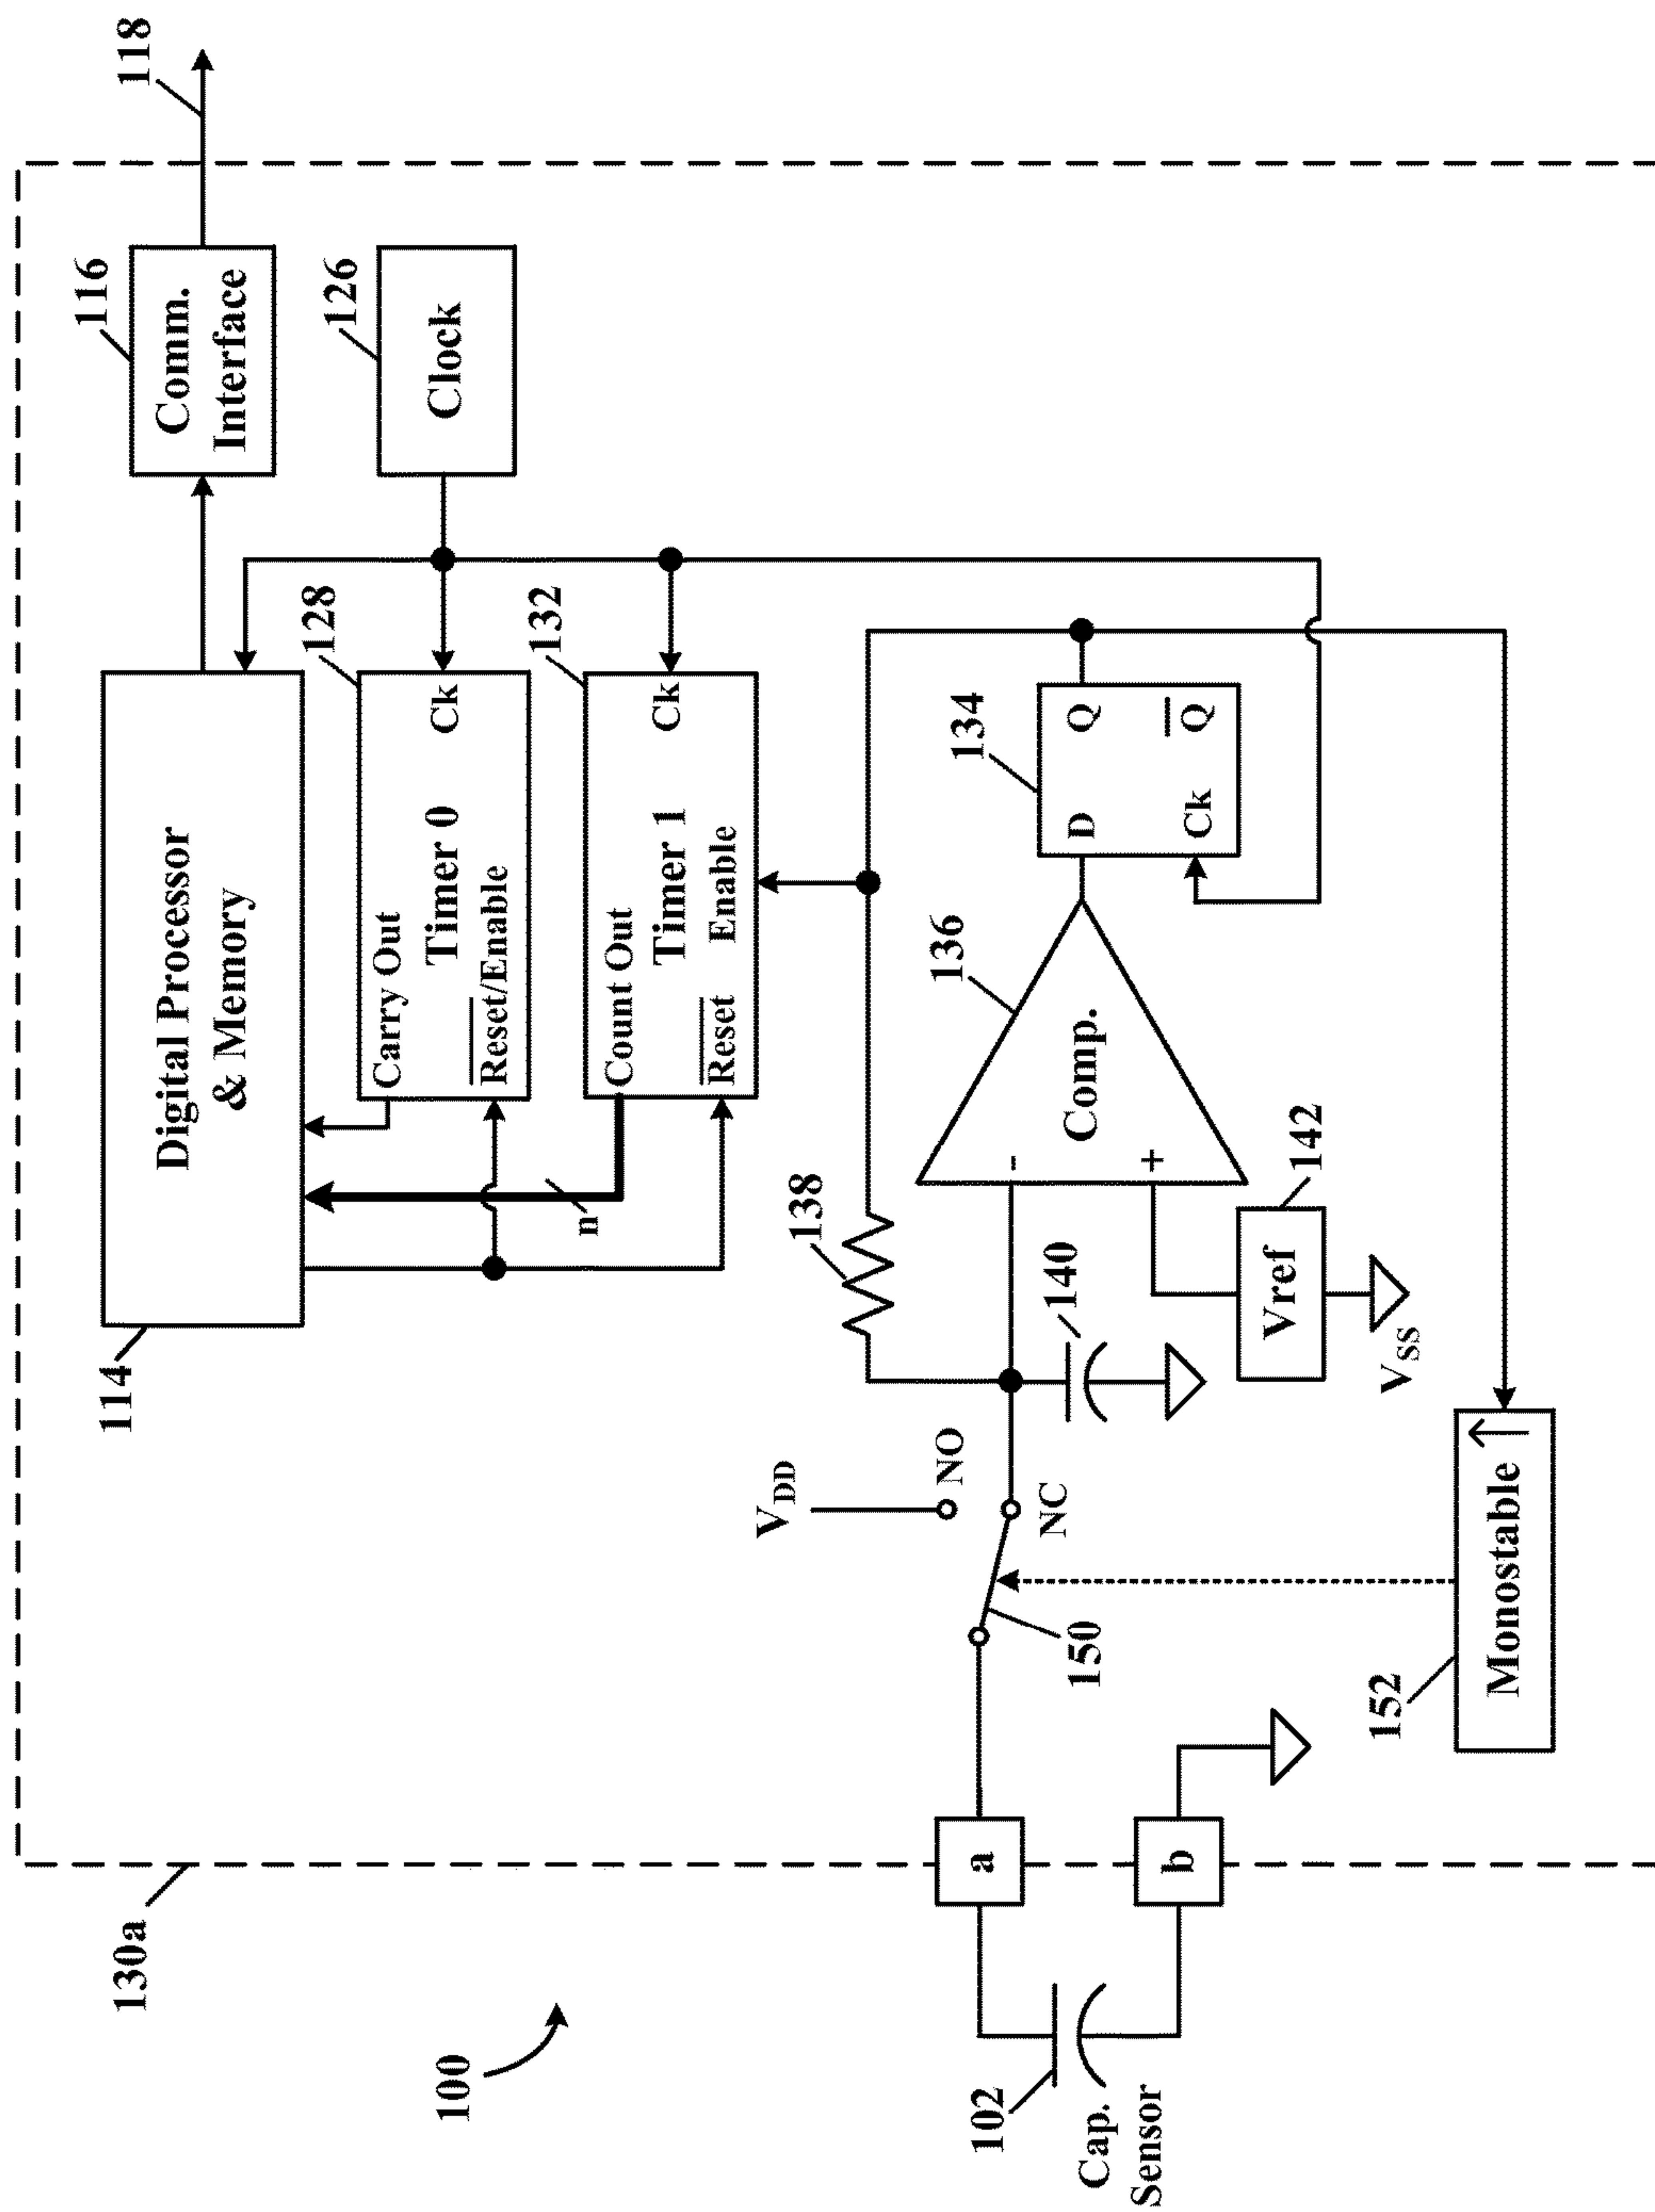 118
116
Comm.
Interface
126
Clock
114
Digital Processor
& Memory
128
Carry Out
Timer 0
Ck
R̅e̅s̅e̅t̅/Enable
132
Count Out
Timer 1
Ck
R̅e̅s̅e̅t̅
Enable
n
134
D
Q
Ck
Q̅
136
Comp.
-
+
138
140
142
Vref
VSS
VDD
NO
NC
150
152
Monostable ↑
a
b
130a
100
102
Cap.
Sensor